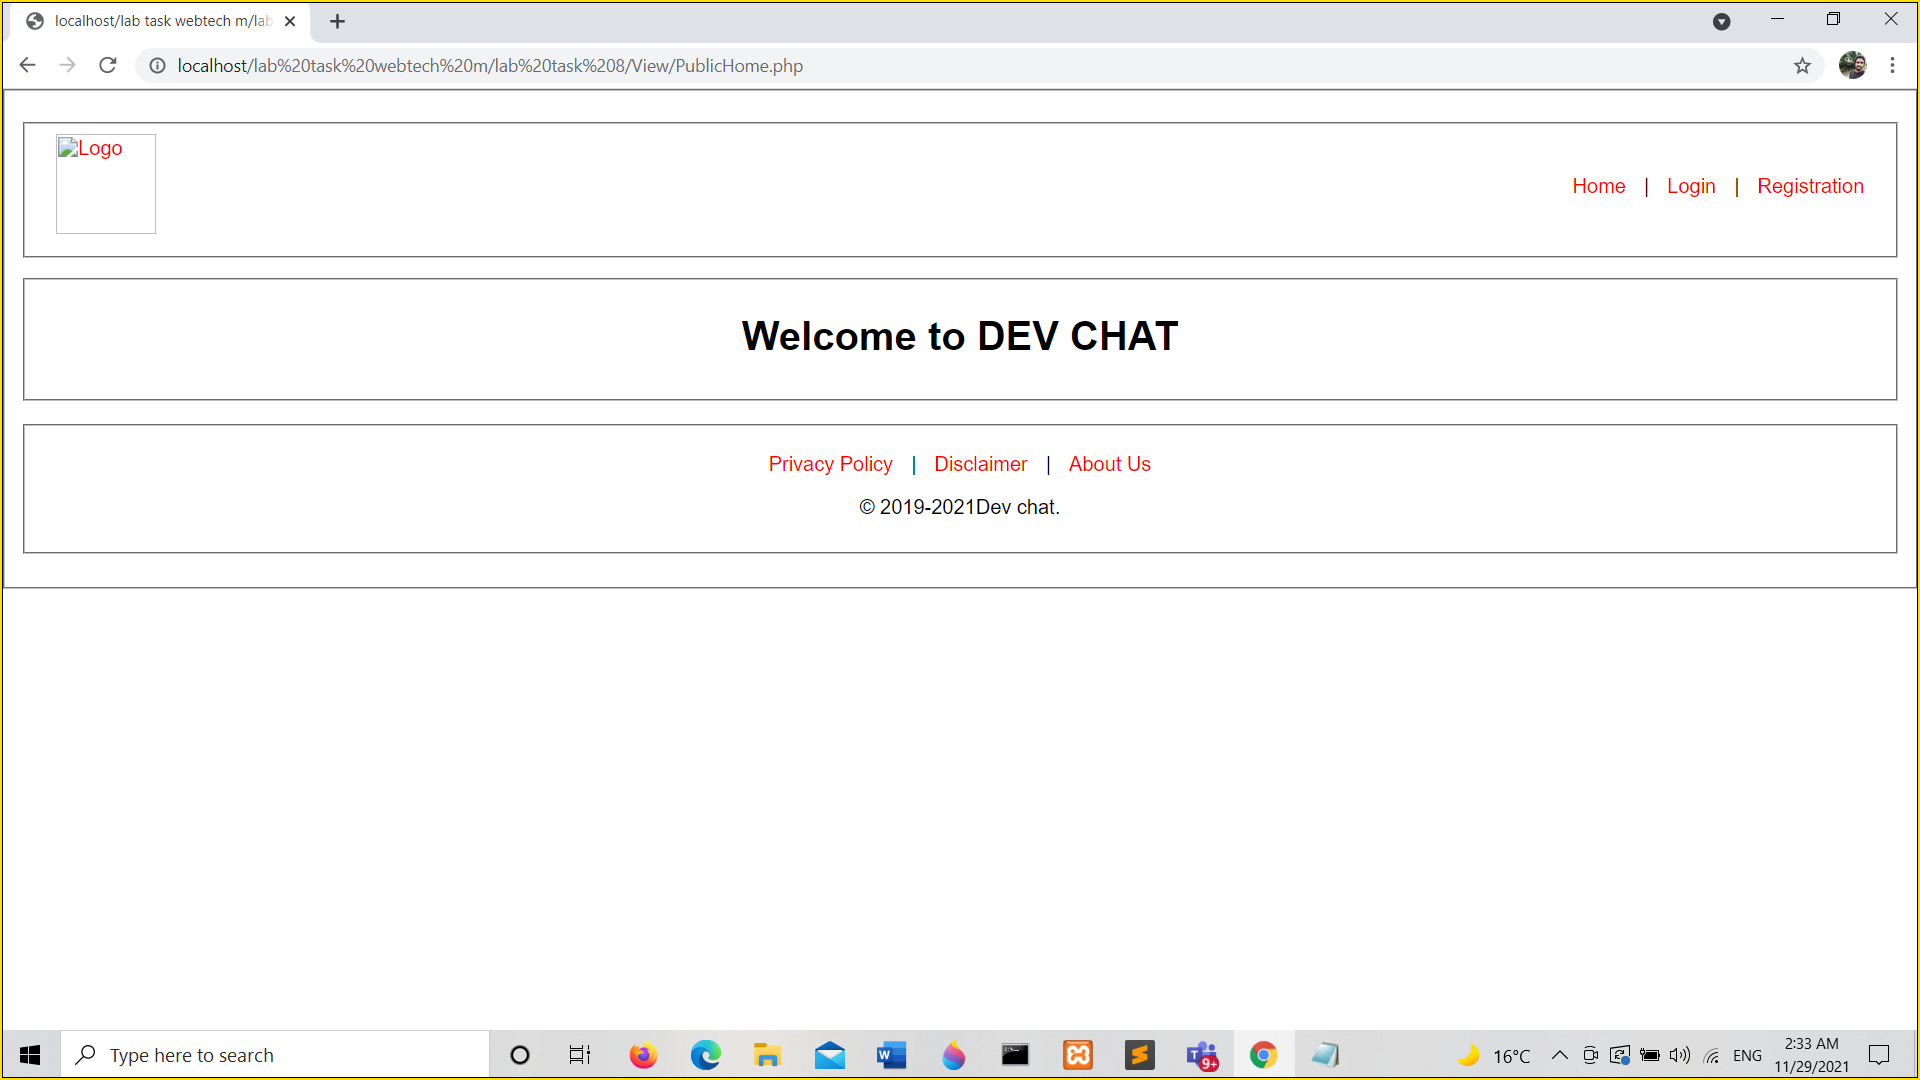 localhost/lab task webtech m/lab
localhost/lab%20task%20webtech%20m/lab%20task%208/View/PublicHome.php
Logo
Home | Login | Registration
Welcome to DEV CHAT
Privacy Policy | Disclaimer | About Us
© 2019-2021Dev chat.
Type here to search
W
T
9+
16°C
ENG
2:33 AM
11/29/2021